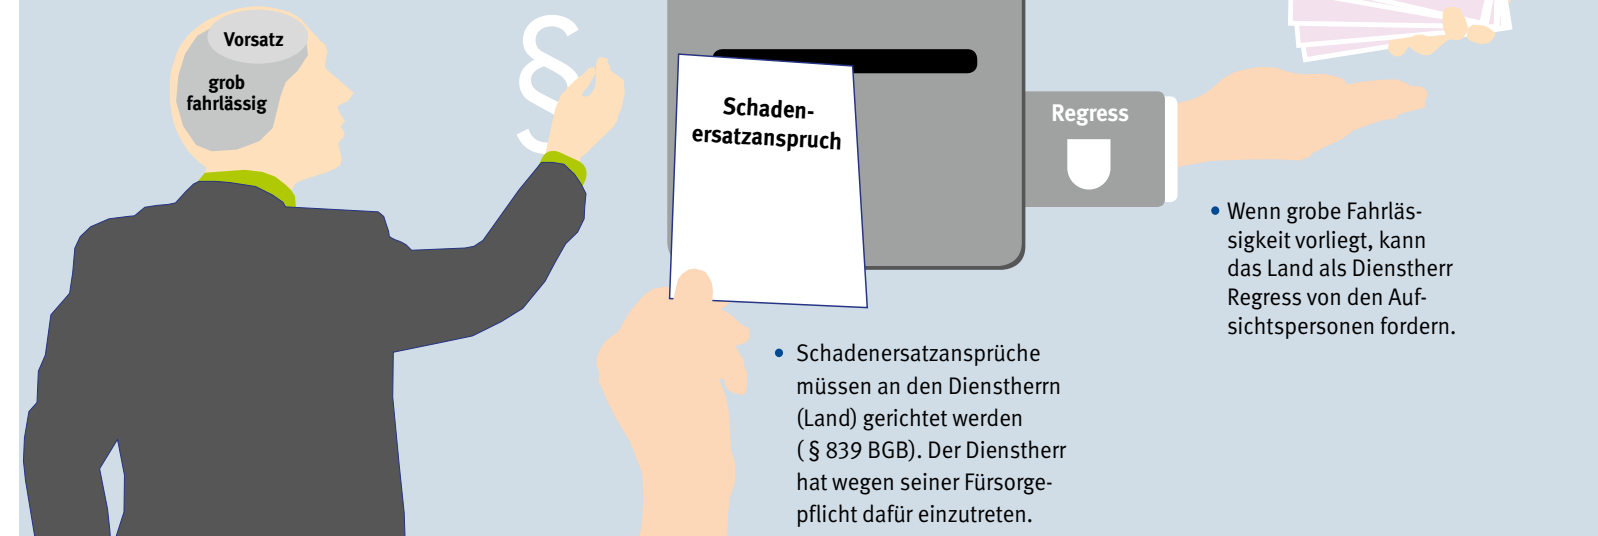 Vorsatz
grob
fahrlässig
§
Schaden-
ersatzanspruch
Regress
• Wenn grobe Fahrläs-
sigkeit vorliegt, kann
das Land als Dienstherr
Regress von den Auf-
sichtspersonen fordern.
• Schadenersatzansprüche
müssen an den Dienstherrn
(Land) gerichtet werden
( § 839 BGB). Der Dienstherr
hat wegen seiner Fürsorge-
pflicht dafür einzutreten.